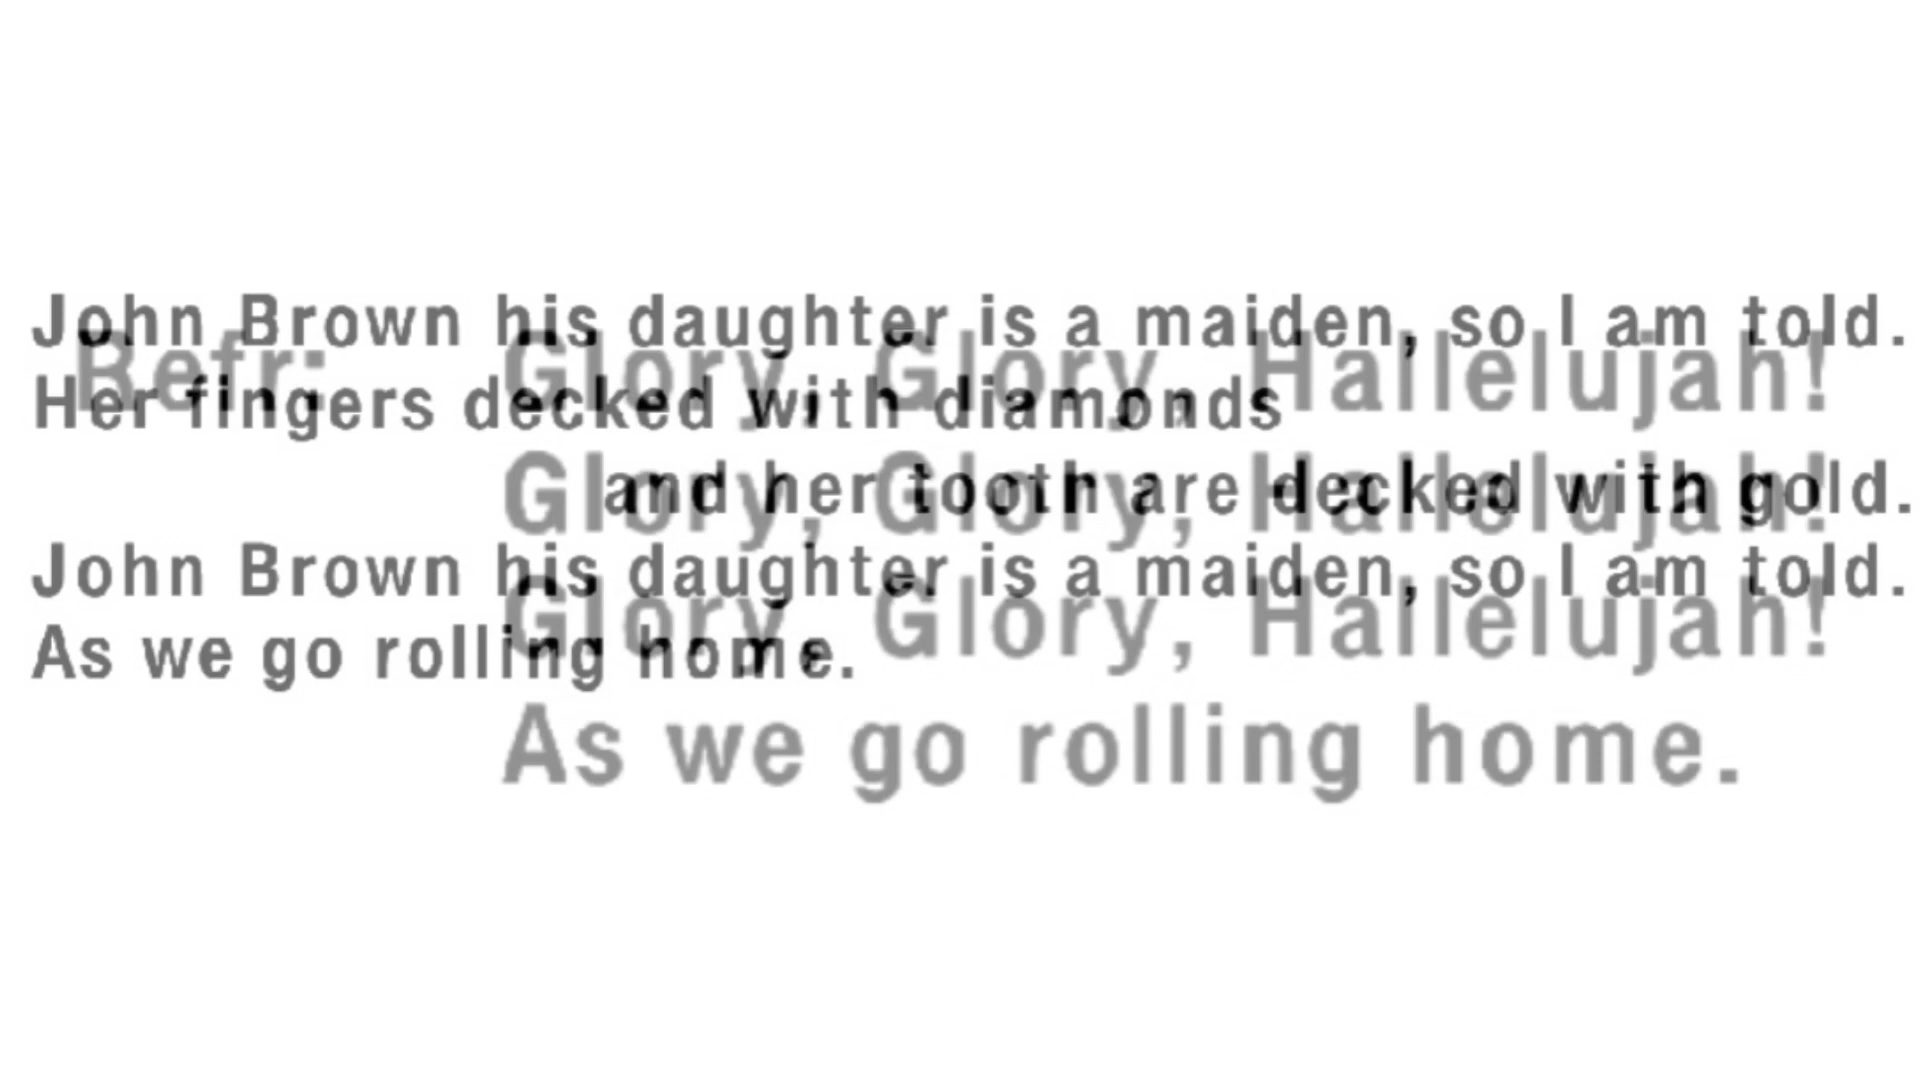 John Brown his daughter is a maiden, so I am told.
Her fingers decked with diamonds
and her tooth are decked with gold.
John Brown his daughter is a maiden, so I am told.
As we go rolling home.
Refr: Glory, Glory, Hallelujah!
Glory, Glory, Hallelujah!
Glory, Glory, Hallelujah!
As we go rolling home.